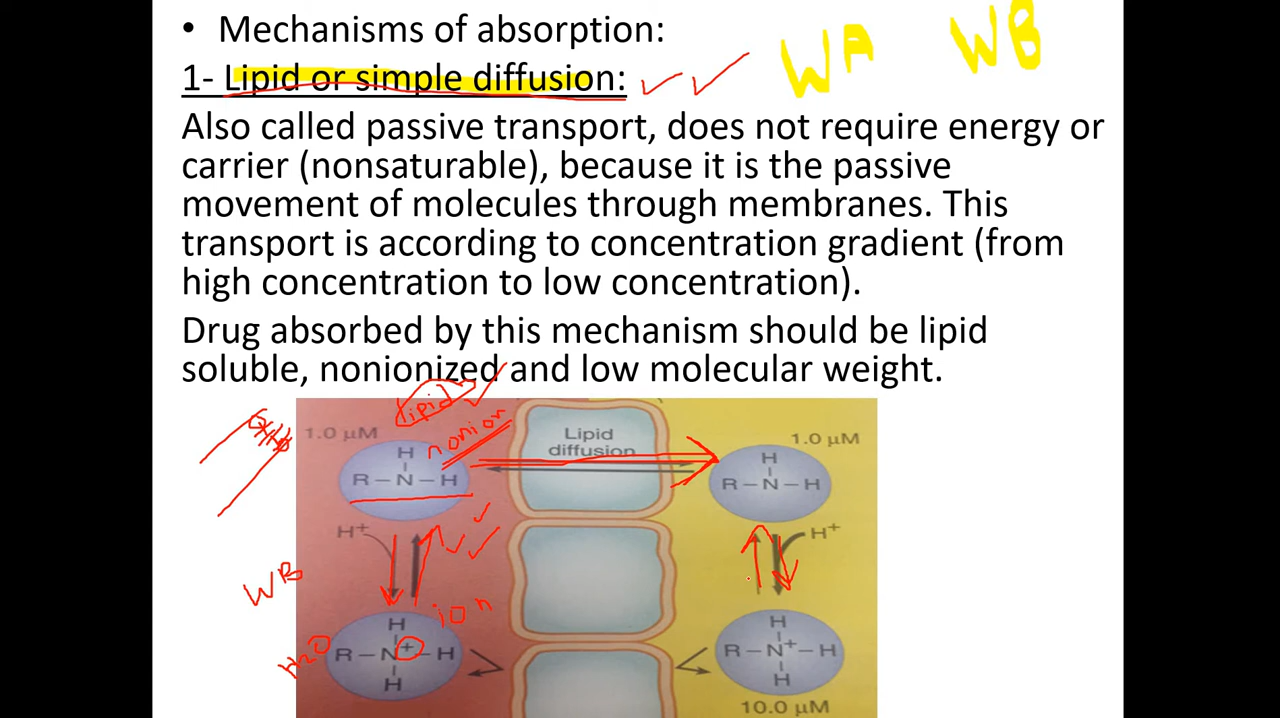 • Mechanisms of absorption:
WA WB
1- Lipid or simple diffusion:
Also called passive transport, does not require energy or
carrier (nonsaturable), because it is the passive
movement of molecules through membranes. This
transport is according to concentration gradient (from
high concentration to low concentration).
Drug absorbed by this mechanism should be lipid
soluble, nonionized and low molecular weight.
lipid
nonion
1.0 μM
Lipid
diffusion
1.0 μM
H
R – N – H
H
R – N – H
H+
H+
WB
ion
H2O
H
R – N+ – H
H
H
R – N+ – H
H
10.0 μM